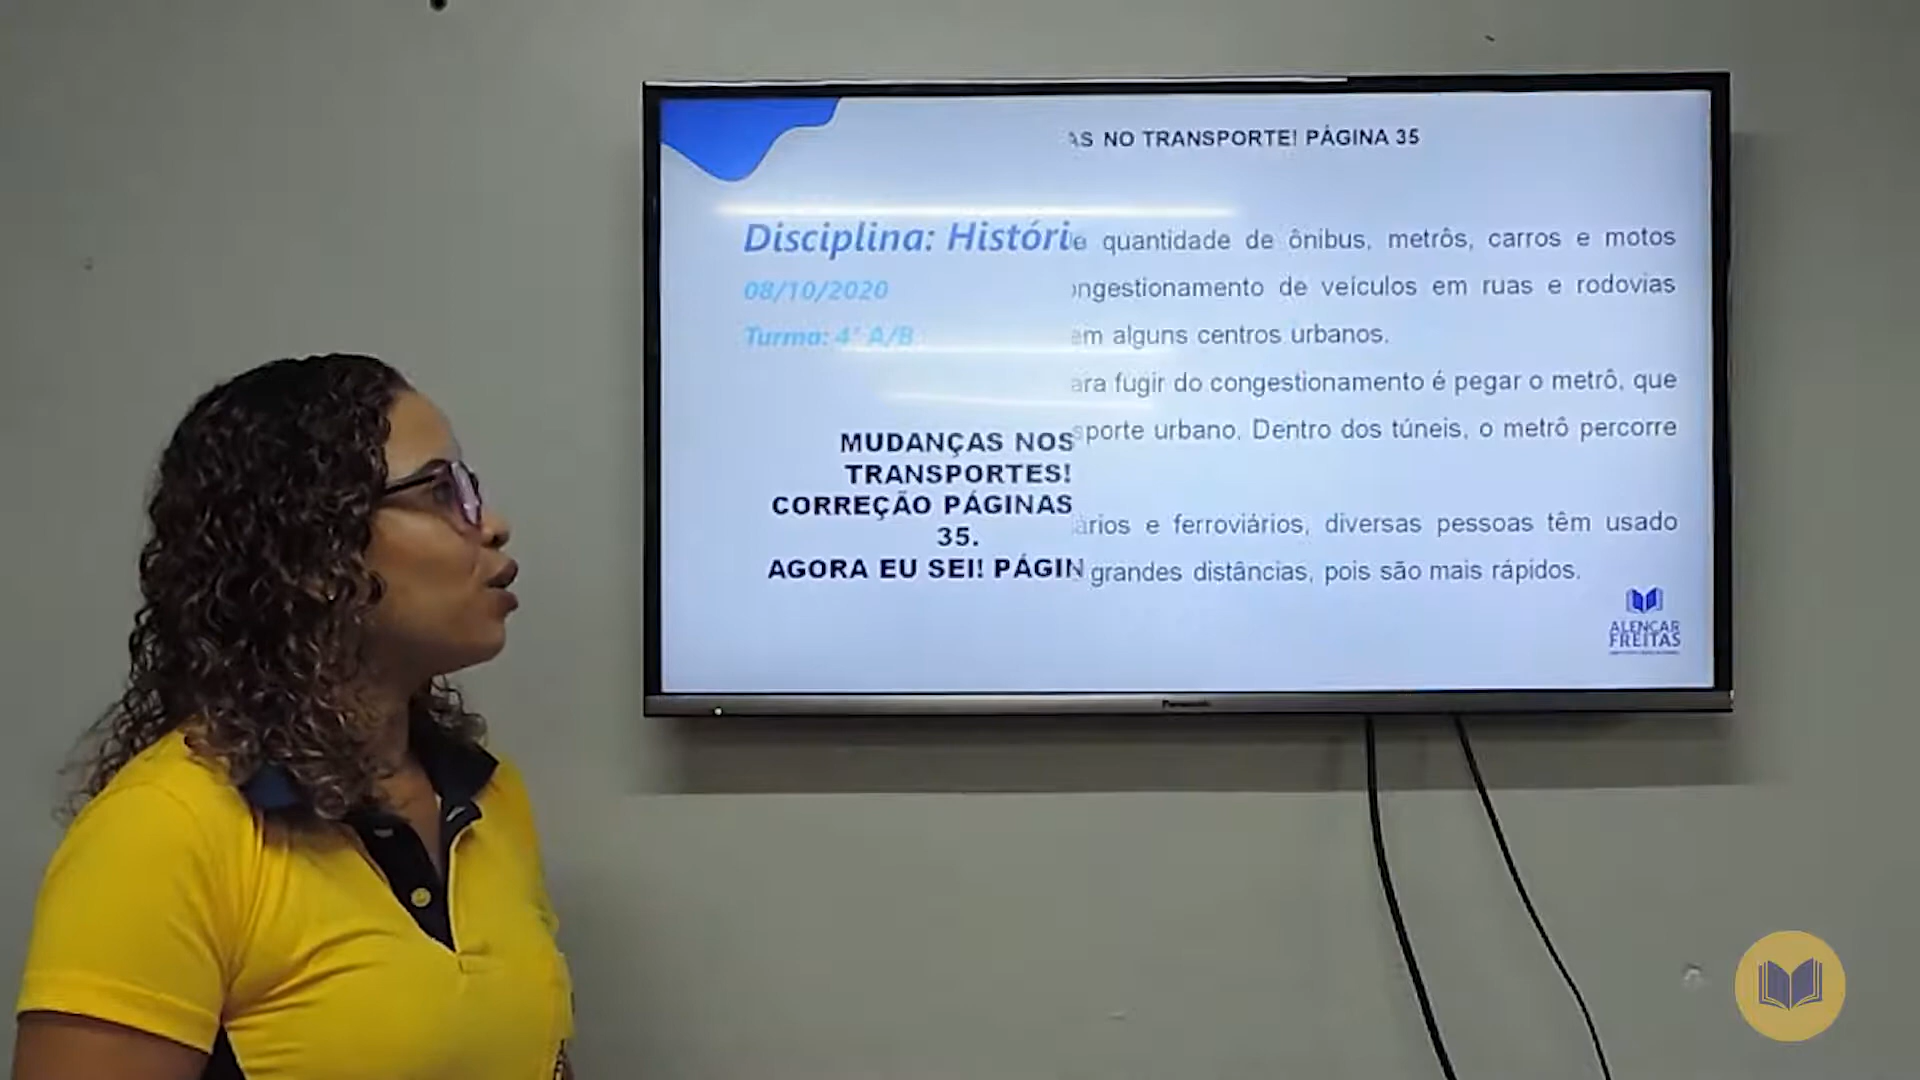 AS NO TRANSPORTE! PÁGINA 35
Disciplina: Históri
e quantidade de ônibus, metrôs, carros e motos
08/10/2020
ongestionamento de veículos em ruas e rodovias
Turma: 4° A/B
em alguns centros urbanos.
ara fugir do congestionamento é pegar o metrô, que
sporte urbano. Dentro dos túneis, o metrô percorre
MUDANÇAS NOS
TRANSPORTES!
CORREÇÃO PÁGINAS
35.
AGORA EU SEI! PÁGIN
ários e ferroviários, diversas pessoas têm usado
grandes distâncias, pois são mais rápidos.
ALENCAR
FREITAS
Panasonic